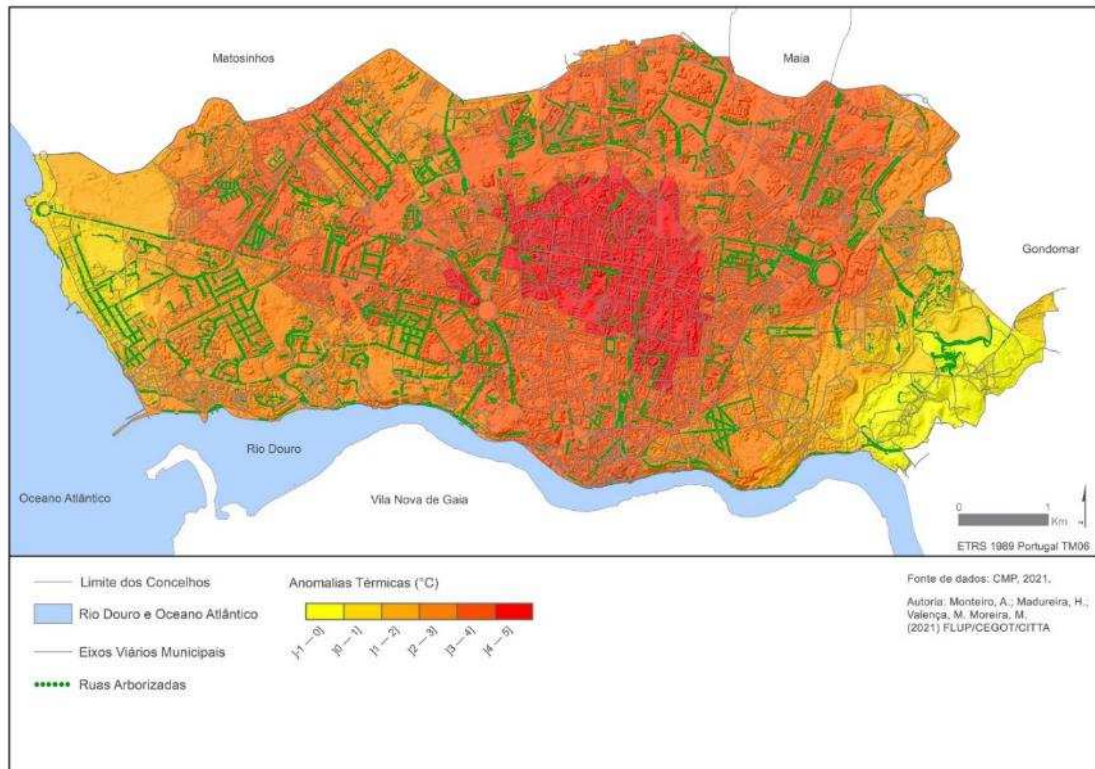 Matosinhos
Maia
Gondomar
Rio Douro
Oceano Atlântico
Vila Nova de Gaia
0 1
Km
ETRS 1989 Portugal TM06
Limite dos Concelhos
Rio Douro e Oceano Atlântico
Eixos Viários Municipais
Ruas Arborizadas
Anomalias Térmicas (°C)
]-1 — 0]
]0 — 1]
]1 — 2]
]2 — 3]
]3 — 4]
]4 — 5]
Fonte de dados: CMP, 2021.
Autoria: Monteiro, A.; Madureira, H.;
Valença, M. Moreira, M.
(2021) FLUP/CEGOT/CITTA